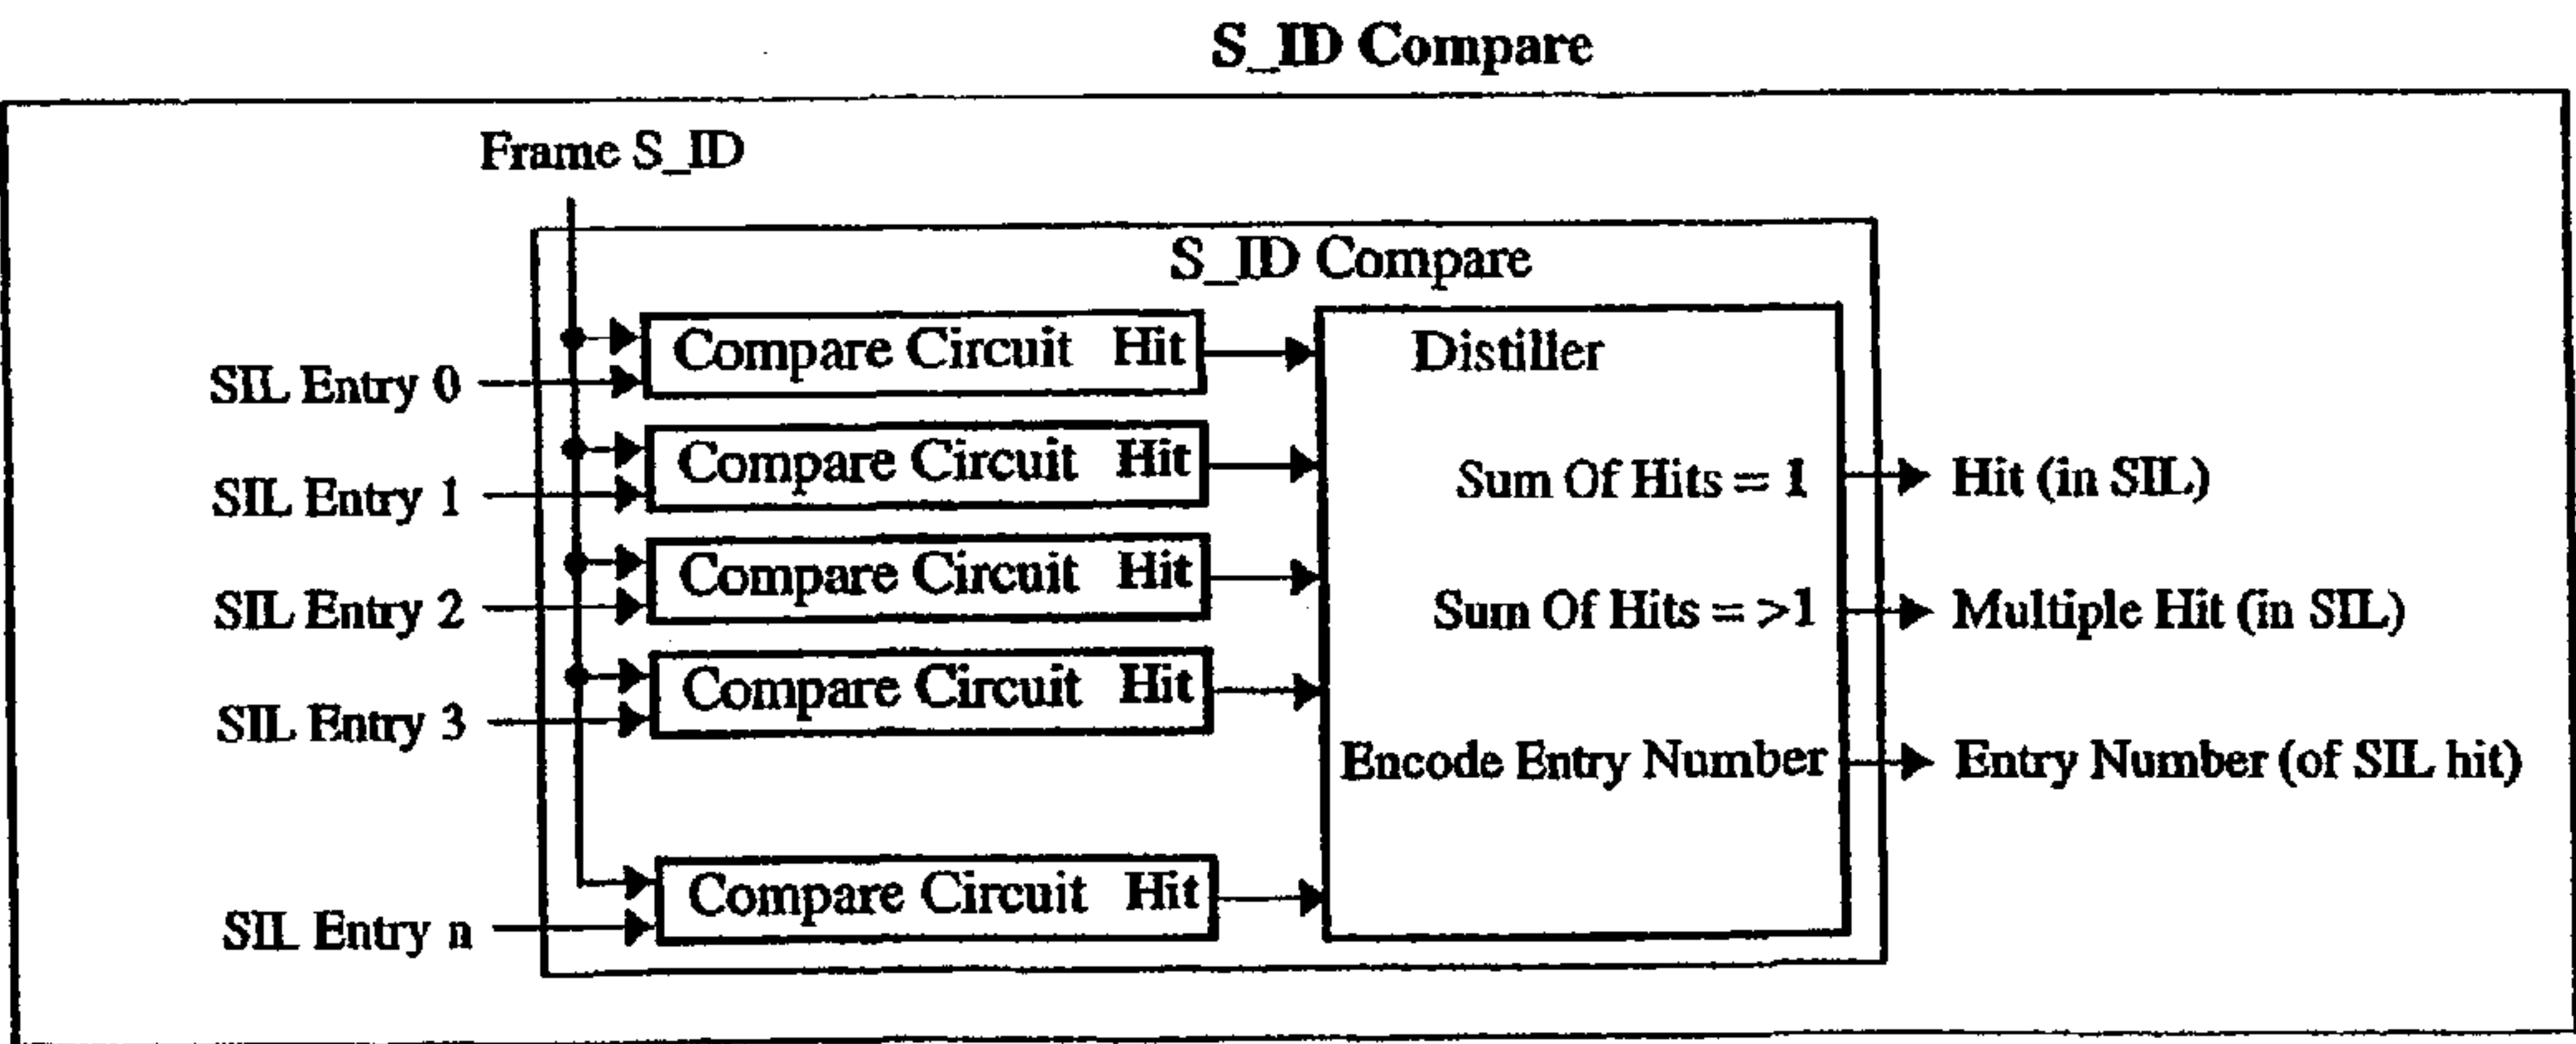 S_ID Compare
Frame S_ID
S_ID Compare
SIL Entry 0
Compare Circuit Hit
SIL Entry 1
Compare Circuit Hit
SIL Entry 2
Compare Circuit Hit
SIL Entry 3
Compare Circuit Hit
SIL Entry n
Compare Circuit Hit
Distiller
Sum Of Hits = 1
Sum Of Hits = >1
Encode Entry Number
Hit (in SIL)
Multiple Hit (in SIL)
Entry Number (of SIL hit)